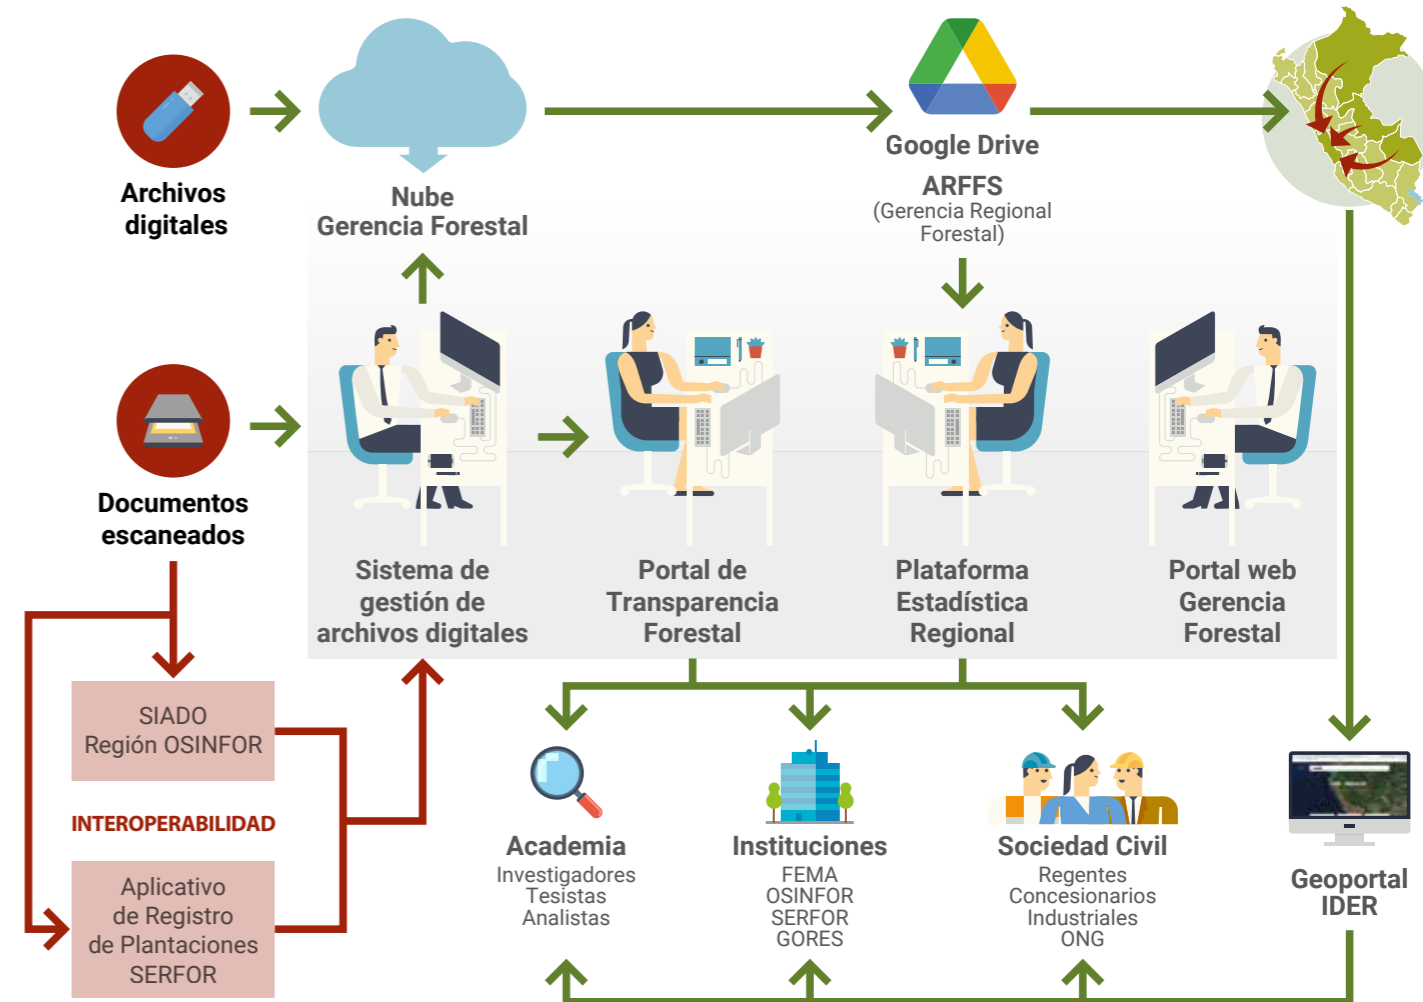 Archivos
digitales
Nube
Gerencia Forestal
Google Drive
ARFFS
(Gerencia Regional
Forestal)
Documentos
escaneados
Sistema de
gestión de
archivos digitales
Portal de
Transparencia
Forestal
Plataforma
Estadística
Regional
Portal web
Gerencia
Forestal
SIADO
Región OSINFOR
INTEROPERABILIDAD
Aplicativo
de Registro
de Plantaciones
SERFOR
Academia
Investigadores
Tesistas
Analistas
Instituciones
FEMA
OSINFOR
SERFOR
GORES
Sociedad Civil
Regentes
Concesionarios
Industriales
ONG
Geoportal
IDER